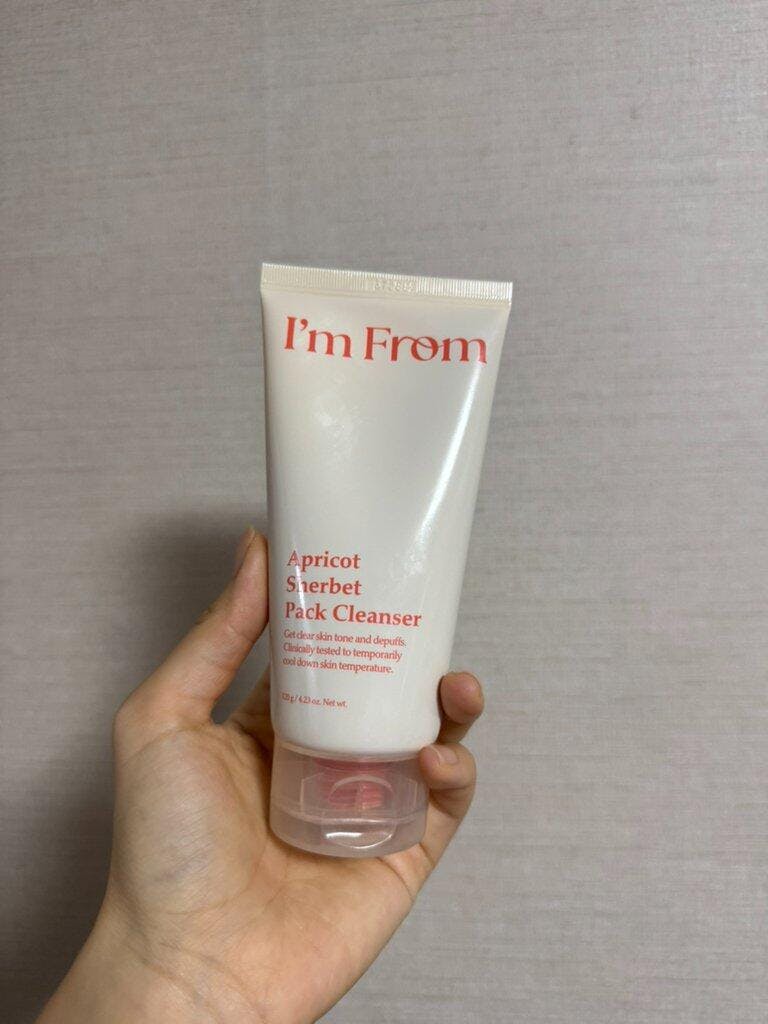 I'm From
Apricot
Sherbet
Pack Cleanser
Get clear skin tone and depuffs.
Clinically tested to temporarily
cool down skin temperature.
120 g / 4.23 oz. Net wt.